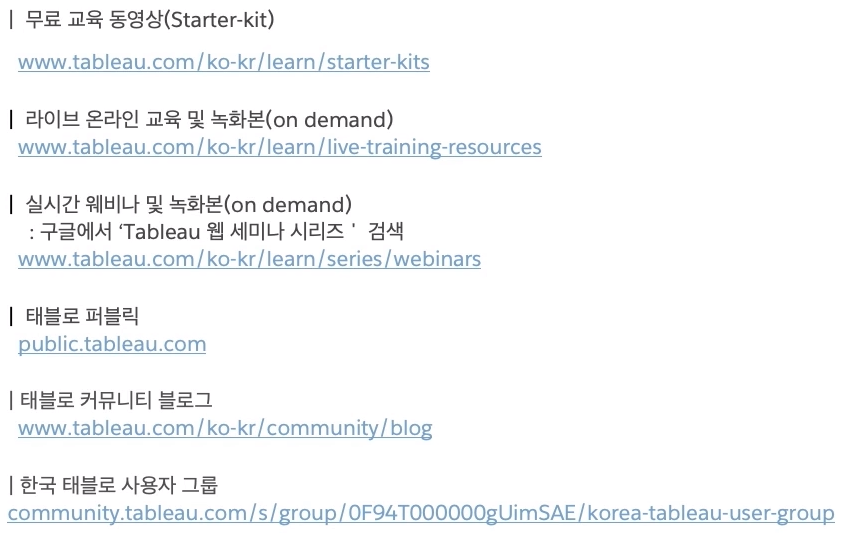 | 무료 교육 동영상(Starter-kit)
www.tableau.com/ko-kr/learn/starter-kits
| 라이브 온라인 교육 및 녹화본(on demand)
www.tableau.com/ko-kr/learn/live-training-resources
| 실시간 웨비나 및 녹화본(on demand)
: 구글에서 ‘Tableau 웹 세미나 시리즈 ' 검색
www.tableau.com/ko-kr/learn/series/webinars
| 태블로 퍼블릭
public.tableau.com
| 태블로 커뮤니티 블로그
www.tableau.com/ko-kr/community/blog
| 한국 태블로 사용자 그룹
community.tableau.com/s/group/0F94T000000gUimSAE/korea-tableau-user-group